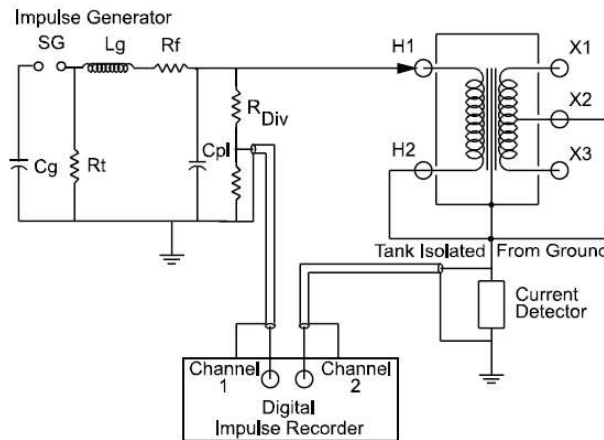 Impulse Generator
SG
Lg
Rf
H1
X1
R Div
X2
Cg
Rt
Cpl
H2
X3
Tank Isolated From Ground
Current
Detector
Channel
1
Channel
2
Digital
Impulse Recorder